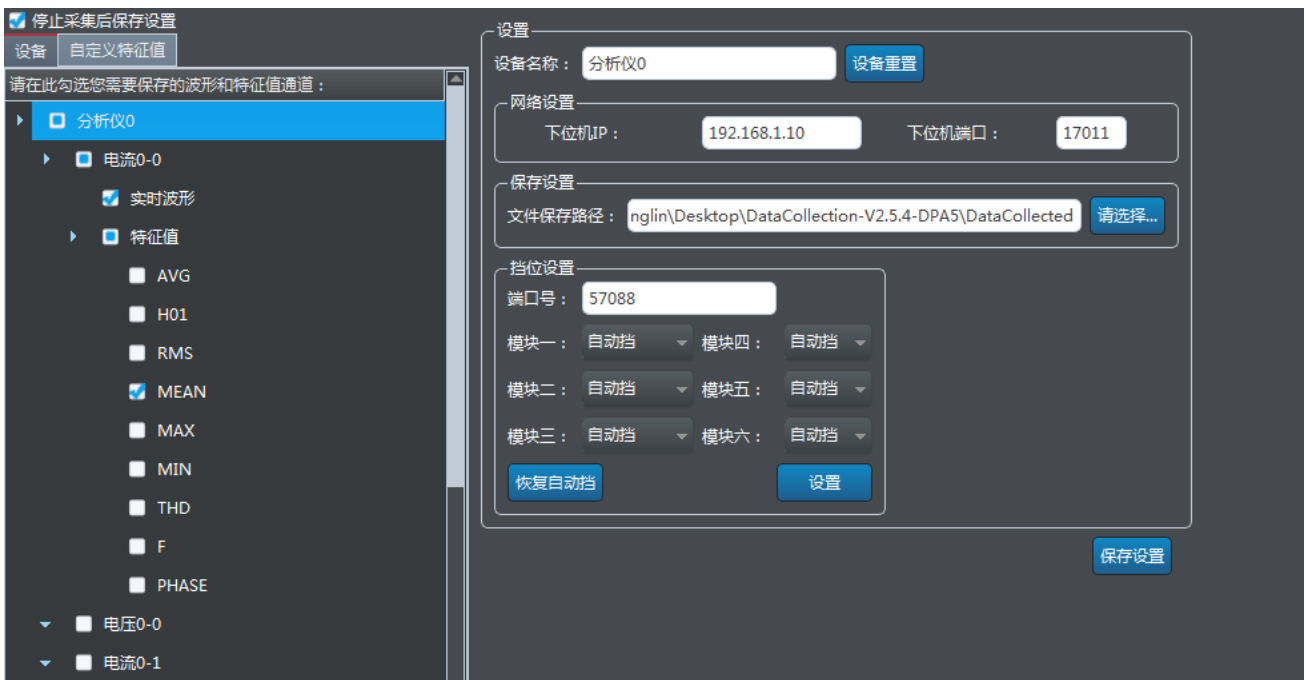 停止采集后保存设置
设备 自定义特征值
请在此勾选您需要保存的波形和特征值通道：
分析仪0
电流0-0
实时波形
特征值
AVG
H01
RMS
MEAN
MAX
MIN
THD
F
PHASE
电压0-0
电流0-1
设置
设备名称： 分析仪0 设备重置
网络设置
下位机IP： 192.168.1.10 下位机端口： 17011
保存设置
文件保存路径： nglin\Desktop\DataCollection-V2.5.4-DPA5\DataCollected 请选择...
挡位设置
端口号： 57088
模块一： 自动挡 模块四： 自动挡
模块二： 自动挡 模块五： 自动挡
模块三： 自动挡 模块六： 自动挡
恢复自动挡 设置
保存设置